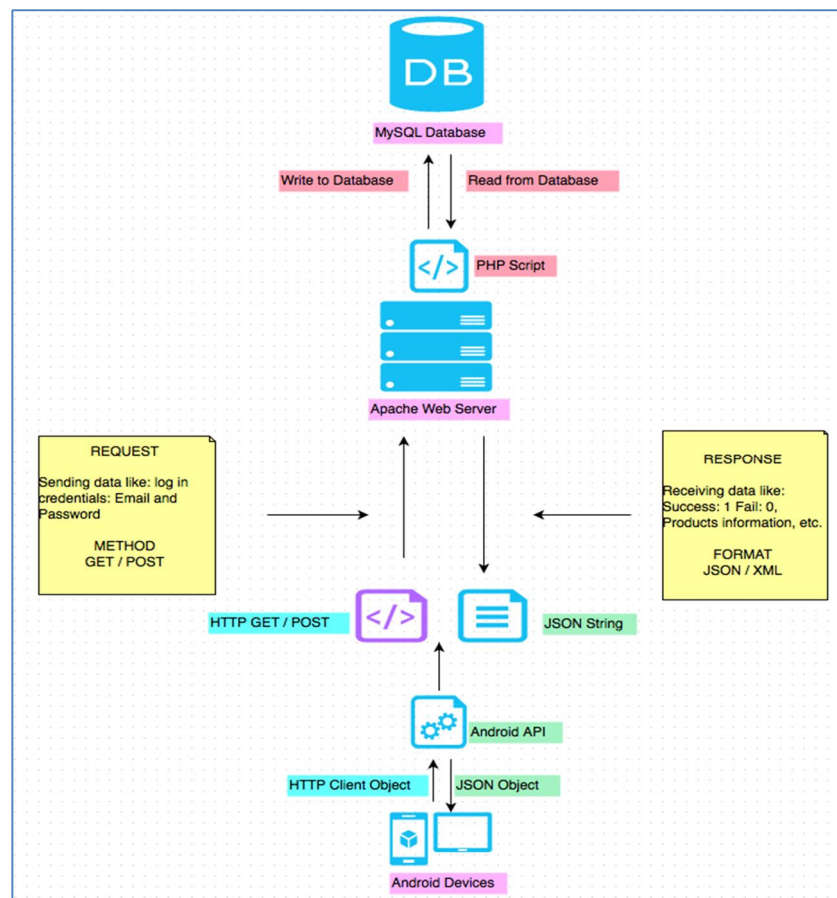 DB
MySQL Database
Write to Database
Read from Database
</>
PHP Script
Apache Web Server
REQUEST
Sending data like: log in
credentials: Email and
Password
METHOD
GET / POST
RESPONSE
Receiving data like:
Success: 1 Fail: 0,
Products information, etc.
FORMAT
JSON / XML
HTTP GET / POST
</>
JSON String
Android API
HTTP Client Object
JSON Object
Android Devices